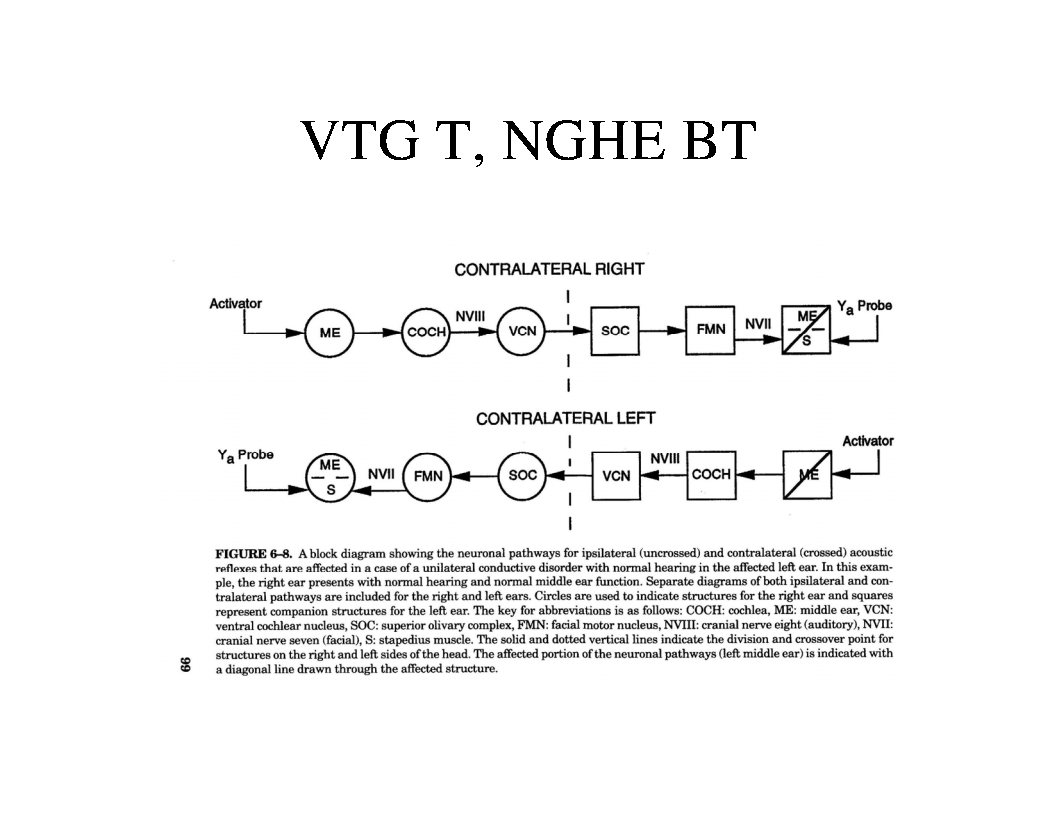 VTG T, NGHE BT
CONTRALATERAL RIGHT
Activator
ME
COCH
NVIII
VCN
SOC
FMN
NVII
ME
S
Ya Probe
CONTRALATERAL LEFT
Ya Probe
ME
S
NVII
FMN
SOC
VCN
NVIII
COCH
ME
Activator
FIGURE 6–8. A block diagram showing the neuronal pathways for ipsilateral (uncrossed) and contralateral (crossed) acoustic
reflexes that are affected in a case of a unilateral conductive disorder with normal hearing in the affected left ear. In this exam-
ple, the right ear presents with normal hearing and normal middle ear function. Separate diagrams of both ipsilateral and con-
tralateral pathways are included for the right and left ears. Circles are used to indicate structures for the right ear and squares
represent companion structures for the left ear. The key for abbreviations is as follows: COCH: cochlea, ME: middle ear, VCN:
ventral cochlear nucleus, SOC: superior olivary complex, FMN: facial motor nucleus, NVIII: cranial nerve eight (auditory), NVII:
cranial nerve seven (facial), S: stapedius muscle. The solid and dotted vertical lines indicate the division and crossover point for
structures on the right and left sides of the head. The affected portion of the neuronal pathways (left middle ear) is indicated with
a diagonal line drawn through the affected structure.
99